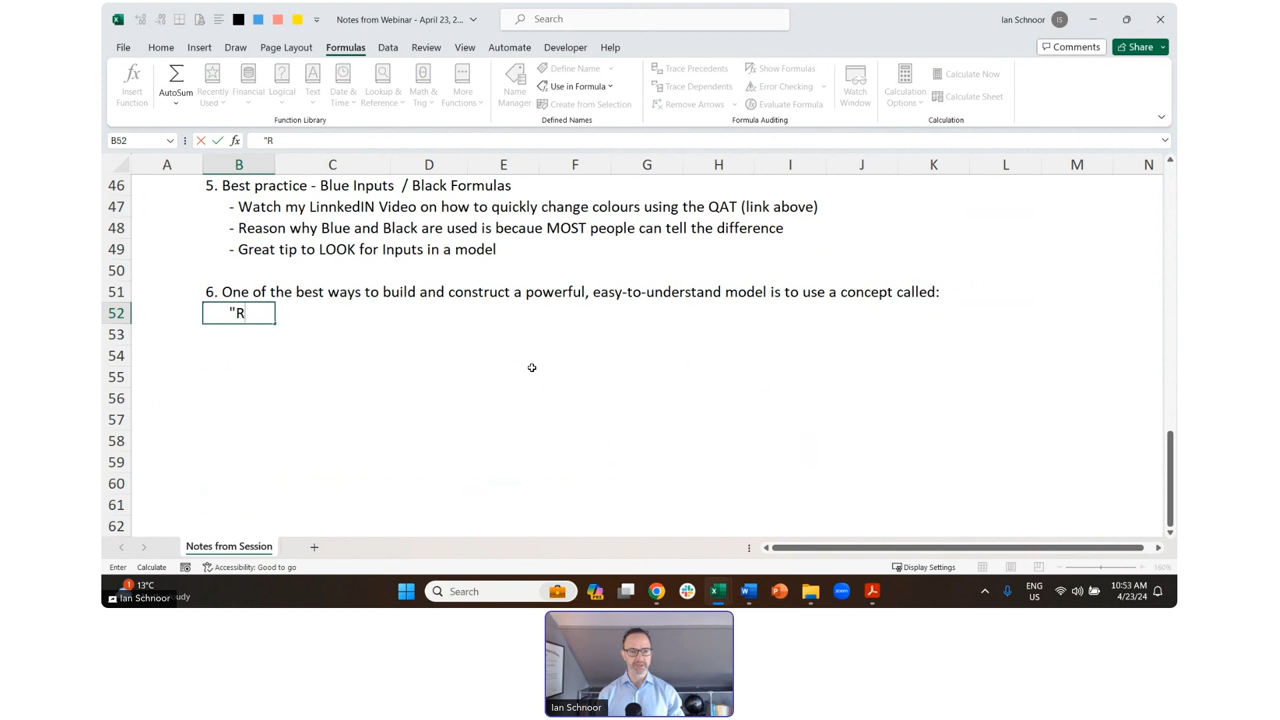 Notes from Webinar - April 23, 2...
Search
Ian Schnoor
IS
File Home Insert Draw Page Layout Formulas Data Review View Automate Developer Help
Comments
Share
Insert Function
AutoSum
Recently Used
Financial
Logical
Text
Date & Time
Lookup & Reference
Math & Trig
More Functions
Function Library
Name Manager
Define Name
Use in Formula
Create from Selection
Defined Names
Trace Precedents
Trace Dependents
Remove Arrows
Show Formulas
Error Checking
Evaluate Formula
Formula Auditing
Watch Window
Calculation Options
Calculate Now
Calculate Sheet
Calculation
B52
fx
"R
A B C D E F G H I J K L M N
46 5. Best practice - Blue Inputs / Black Formulas
47 - Watch my LinnkedIN Video on how to quickly change colours using the QAT (link above)
48 - Reason why Blue and Black are used is becaue MOST people can tell the difference
49 - Great tip to LOOK for Inputs in a model
50
51 6. One of the best ways to build and construct a powerful, easy-to-understand model is to use a concept called:
52 "R
53
54
55
56
57
58
59
60
61
62
Notes from Session
Enter Calculate Accessibility: Good to go
Display Settings
160%
1
13°C
Ian Schnoor
udy
Search
zoom
ENG
US
10:53 AM
4/23/24
Ian Schnoor